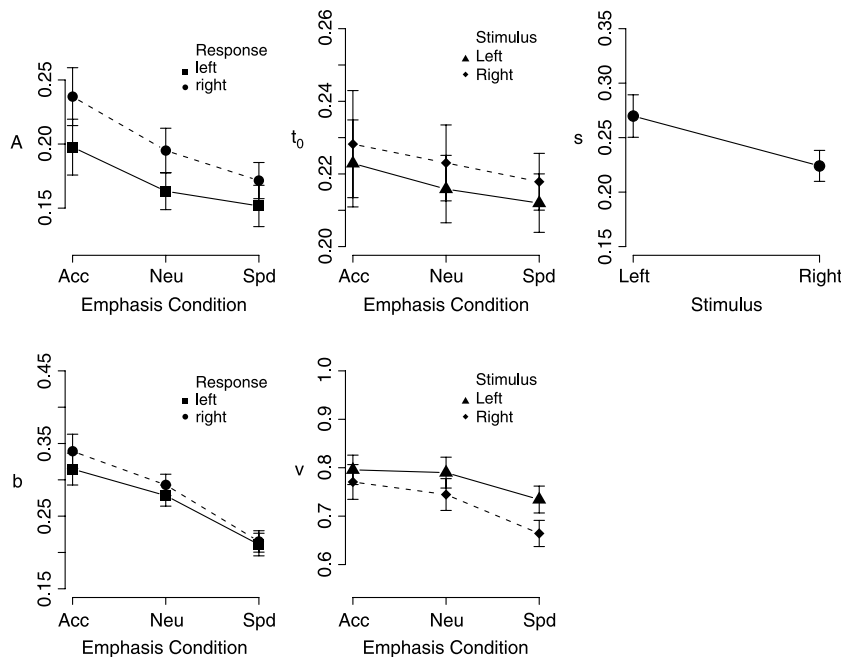 A
0.15 0.20 0.25
Response
left
right
Acc Neu Spd
Emphasis Condition
t0
0.20 0.22 0.24 0.26
Stimulus
Left
Right
Acc Neu Spd
Emphasis Condition
s
0.15 0.20 0.25 0.30 0.35
Left Right
Stimulus
b
0.15 0.25 0.35 0.45
Response
left
right
Acc Neu Spd
Emphasis Condition
v
0.6 0.7 0.8 0.9 1.0
Stimulus
Left
Right
Acc Neu Spd
Emphasis Condition